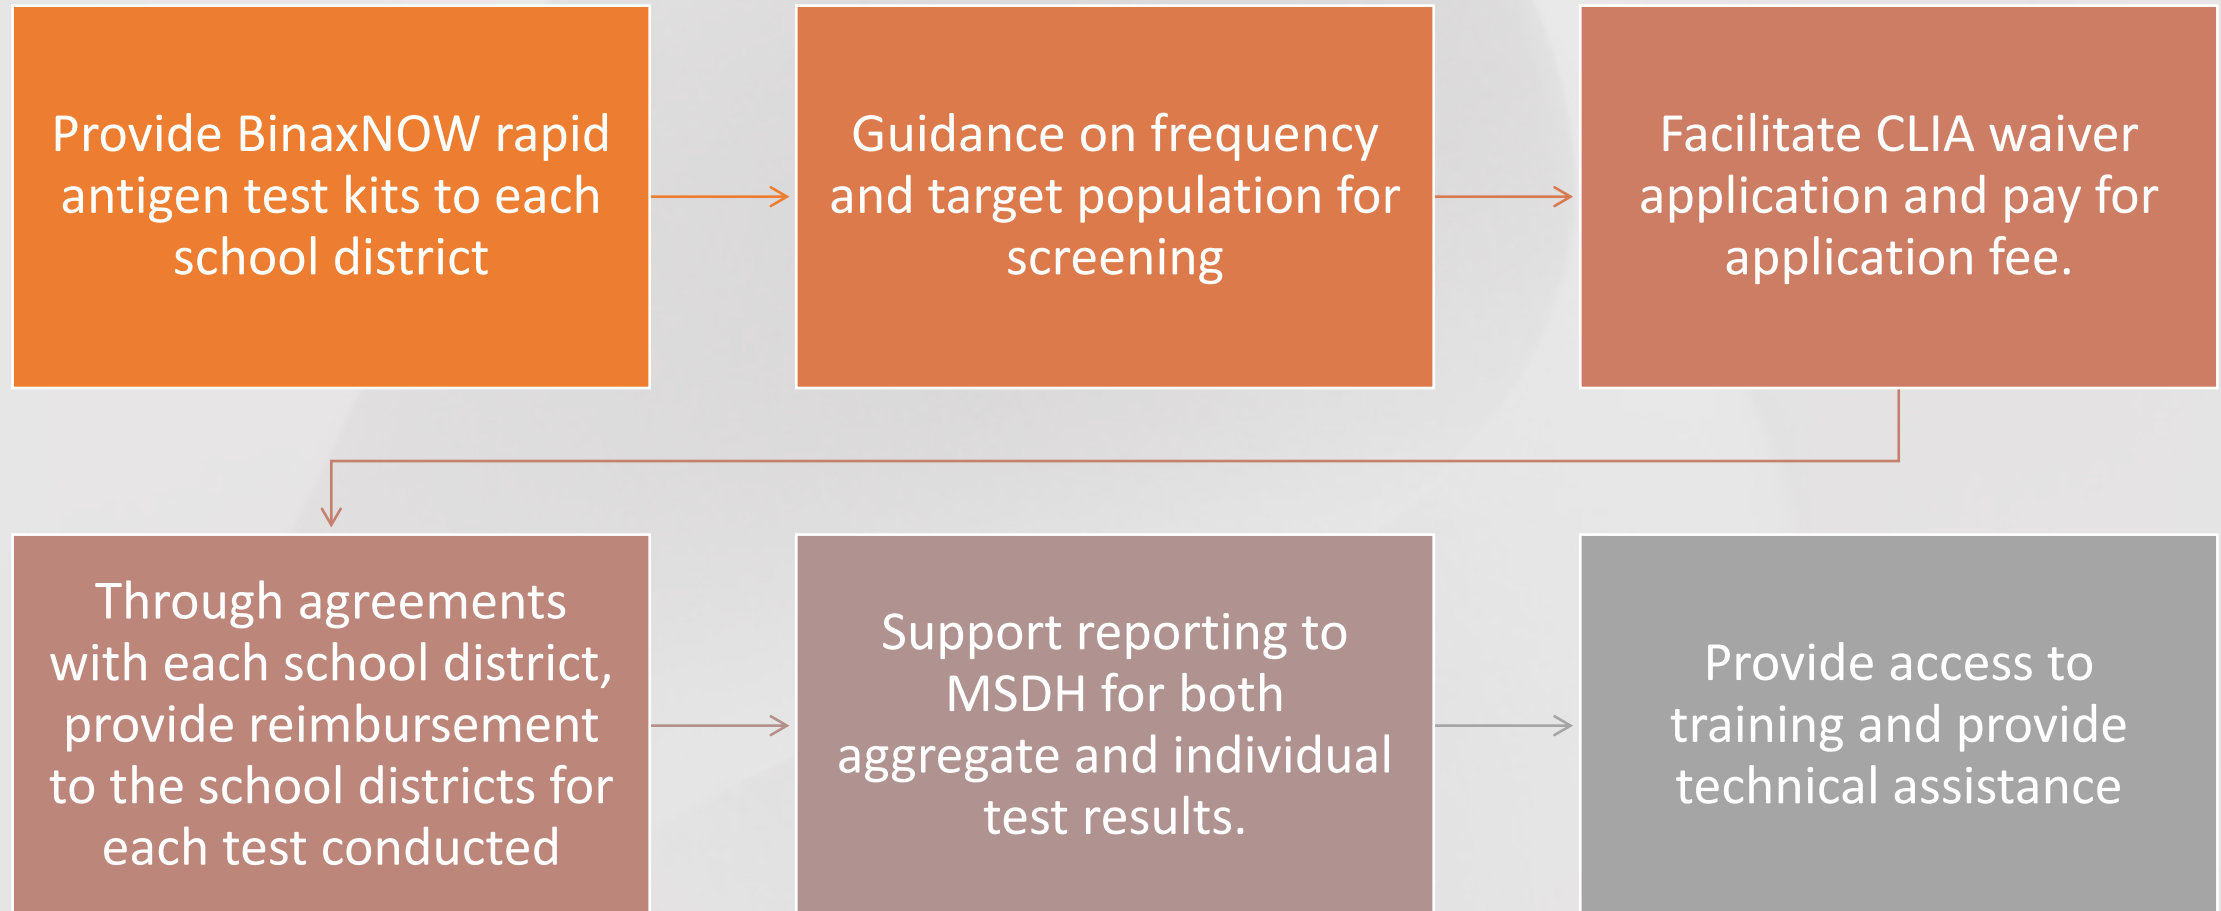 Provide BinaxNOW rapid
antigen test kits to each
school district
Guidance on frequency
and target population for
screening
Facilitate CLIA waiver
application and pay for
application fee.
Through agreements
with each school district,
provide reimbursement
to the school districts for
each test conducted
Support reporting to
MSDH for both
aggregate and individual
test results.
Provide access to
training and provide
technical assistance